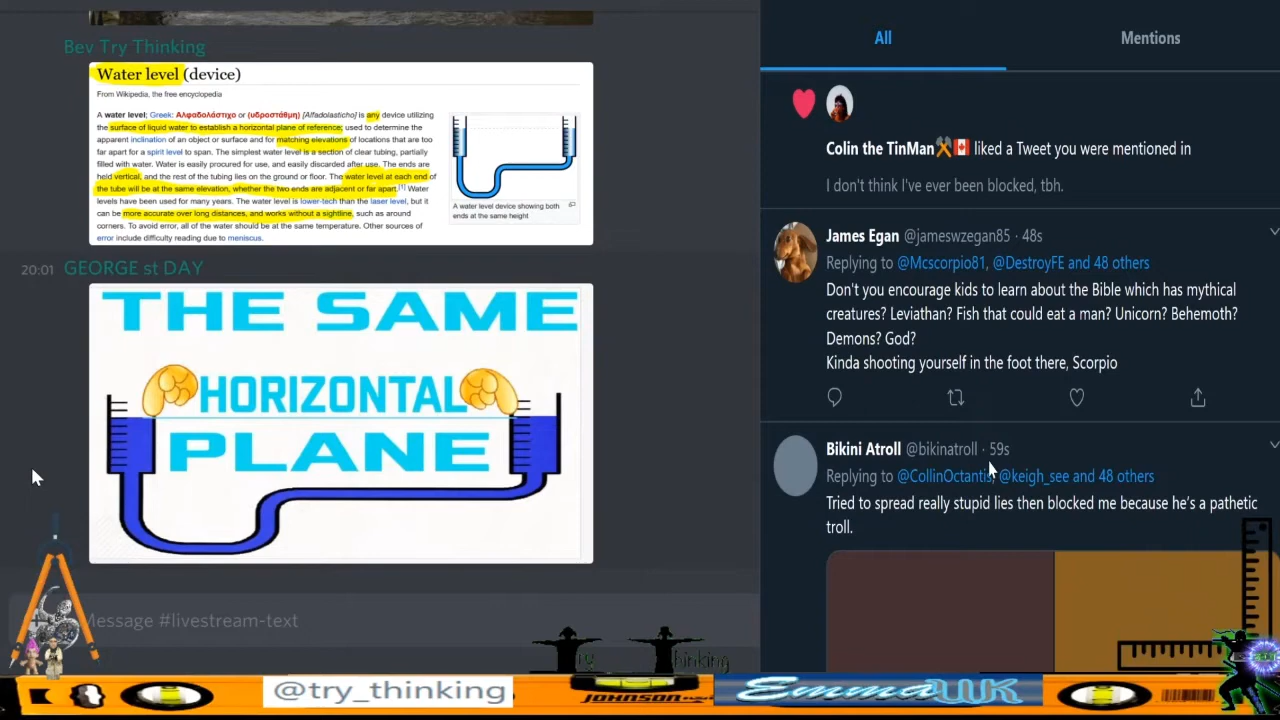 Bev Try Thinking
Water level (device)
From Wikipedia, the free encyclopedia
A water level; Greek: Αλφαδολάστιχο or (υδροστάθμη) [Alfadolasticho] is any device utilizing
the surface of liquid water to establish a horizontal plane of reference; used to determine the
apparent inclination of an object or surface and for matching elevations of locations that are too
far apart for a spirit level to span. The simplest water level is a section of clear tubing, partially
filled with water. Water is easily procured for use, and easily discarded after use. The ends are
held vertical, and the rest of the tubing lies on the ground or floor. The water level at each end of
the tube will be at the same elevation, whether the two ends are adjacent or far apart.[1] Water
levels have been used for many years. The water level is lower-tech than the laser level, but it
can be more accurate over long distances, and works without a sightline, such as around
corners. To avoid error, all of the water should be at the same temperature. Other sources of
error include difficulty reading due to meniscus.
A water level device showing both
ends at the same height
20:01 GEORGE st DAY
THE SAME
HORIZONTAL
PLANE
Message #livestream-text
All
Mentions
Colin the TinMan liked a Tweet you were mentioned in
I don't think I've ever been blocked, tbh.
James Egan @jameszegan85 · 48s
Replying to @Mcscorpio81, @DestroyFE and 48 others
Don't you encourage kids to learn about the Bible which has mythical
creatures? Leviathan? Fish that could eat a man? Unicorn? Behemoth?
Demons? God?
Kinda shooting yourself in the foot there, Scorpio
Bikini Atroll @bikinatroll · 59s
Replying to @CollinOctantis, @keigh_see and 48 others
Tried to spread really stupid lies then blocked me because he's a pathetic
troll.
Try Thinking
@try_thinking
JOHNSON